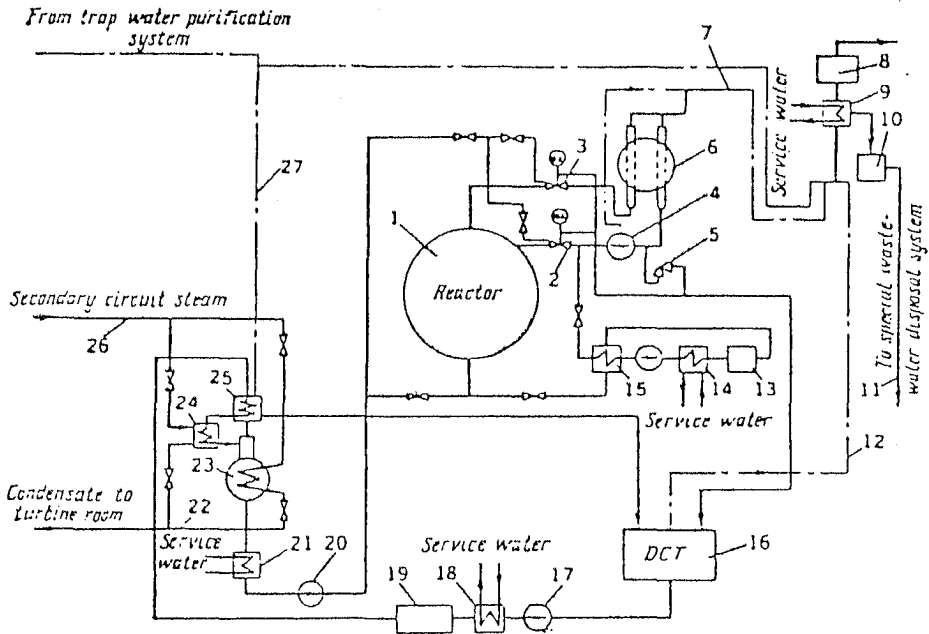 From trap water purification
system
7
8
Service water
9
10
27
3
6
1
4
2
5
Reactor
Secondary circuit steam
26
To special waste-
water disposal system
11
25
24
15
14
13
Service water
12
23
Condensate to
turbine room
22
Service
water
21
20
Service water
DCT
16
19
18
17